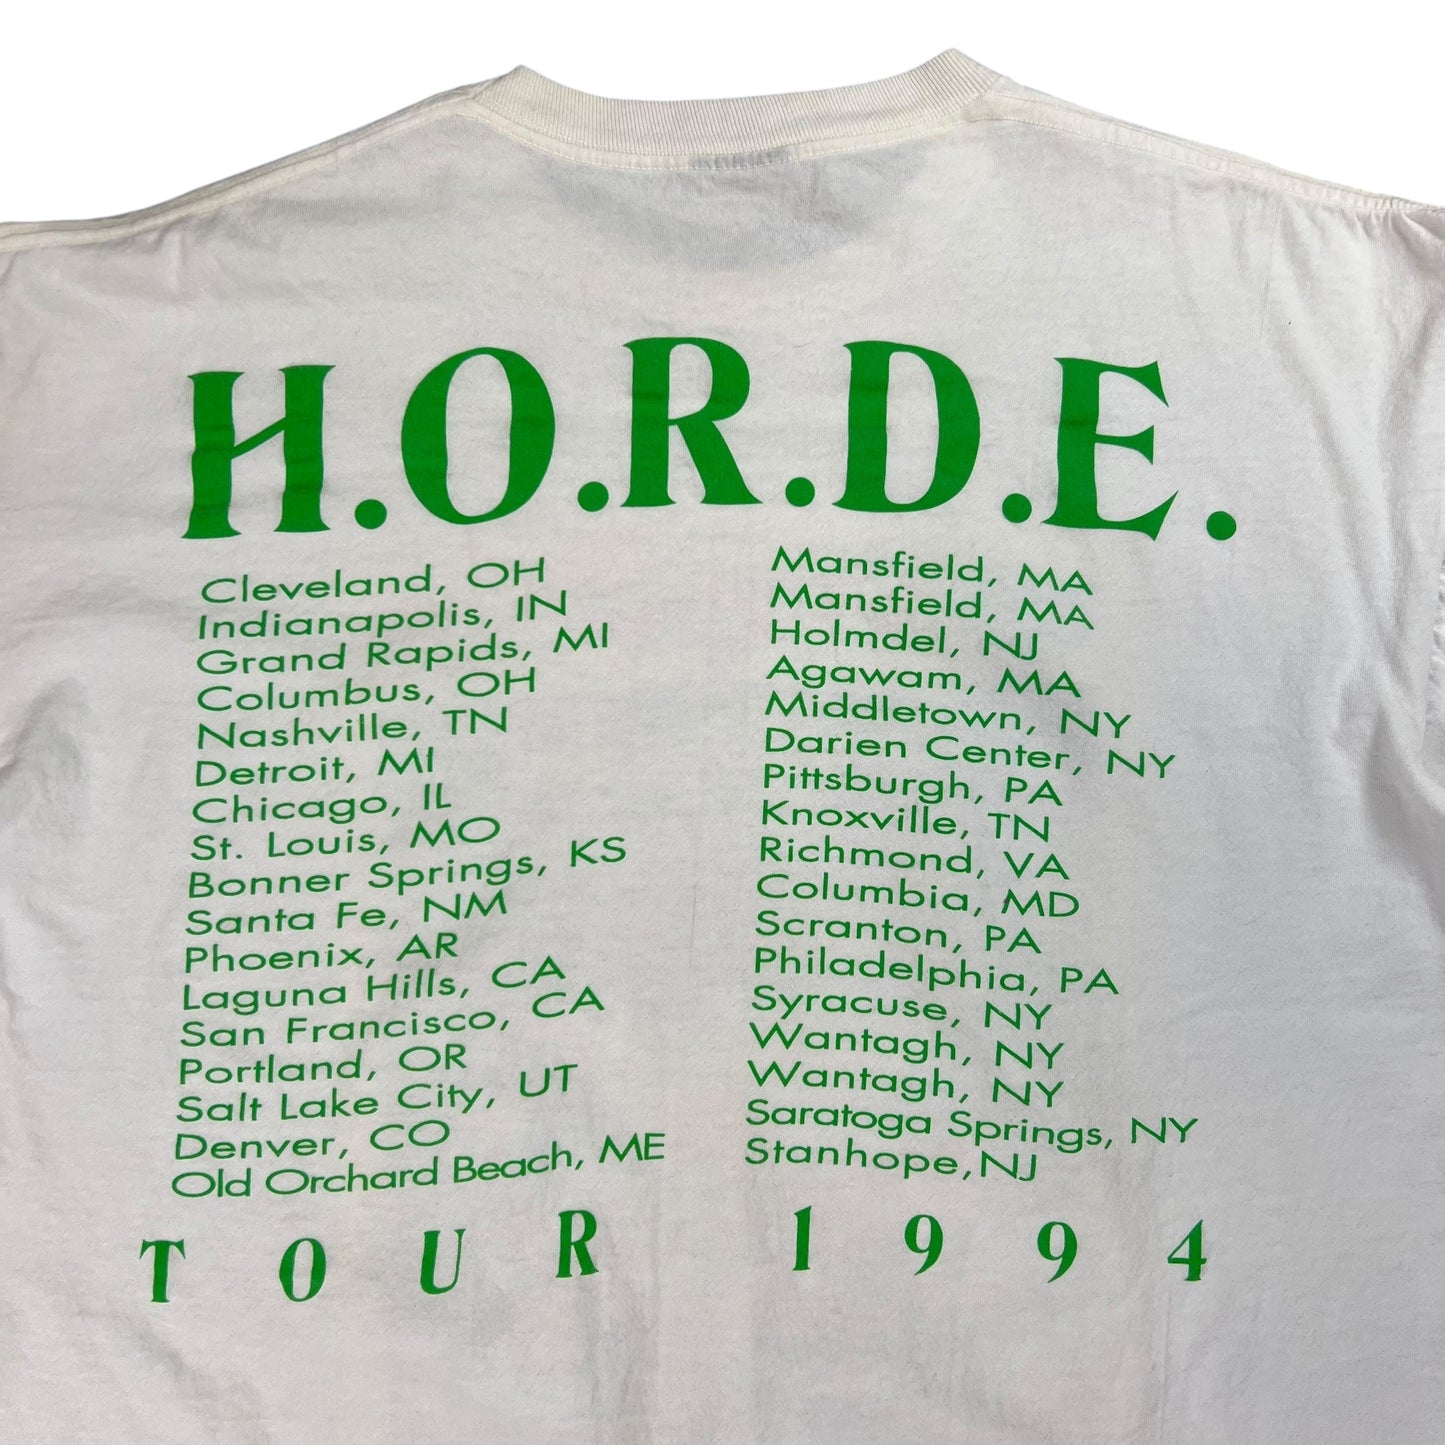 H.O.R.D.E.
Cleveland, OH
Indianapolis, IN
Grand Rapids, MI
Columbus, OH
Nashville, TN
Detroit, MI
Chicago, IL
St. Louis, MO
Bonner Springs, KS
Santa Fe, NM
Phoenix, AR
Laguna Hills, CA
San Francisco, CA
Portland, OR
Salt Lake City, UT
Denver, CO
Old Orchard Beach, ME
Mansfield, MA
Mansfield, MA
Holmdel, NJ
Agawam, MA
Middletown, NY
Darien Center, NY
Pittsburgh, PA
Knoxville, TN
Richmond, VA
Columbia, MD
Scranton, PA
Philadelphia, PA
Syracuse, NY
Wantagh, NY
Wantagh, NY
Saratoga Springs, NY
Stanhope, NJ
TOUR 1994